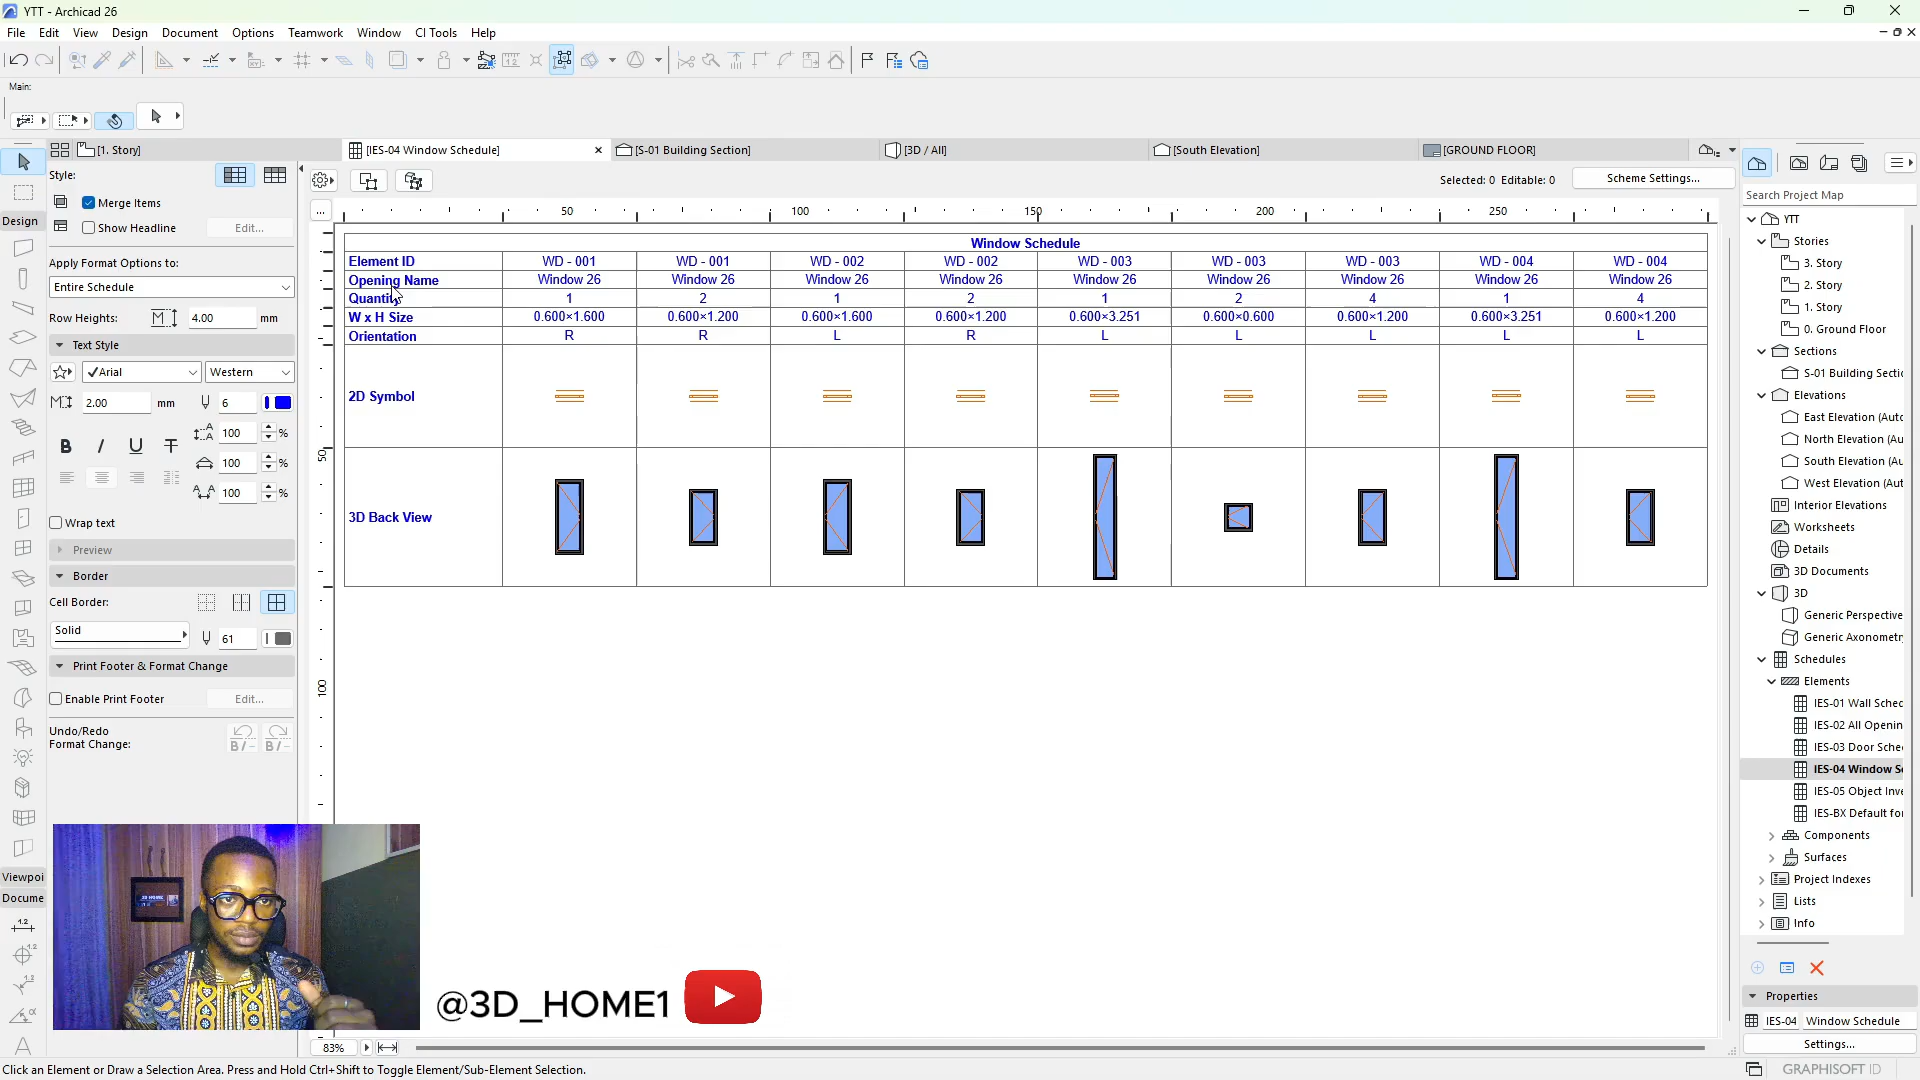 YTT - Archicad 26
File Edit View Design Document Options Teamwork Window CI Tools Help
Main:
[1. Story]
[IES-04 Window Schedule]
[S-01 Building Section]
[3D / All]
[South Elevation]
[GROUND FLOOR]
Style:
Merge Items
Show Headline
Edit...
Apply Format Options to:
Entire Schedule
Row Heights:
4.00
mm
Text Style
Arial
Western
2.00
mm
6
100
%
100
%
100
%
Wrap text
Preview
Border
Cell Border:
Solid
61
Print Footer & Format Change
Enable Print Footer
Edit...
Undo/Redo
Format Change:
Design
Viewpoi
Docume
Selected: 0 Editable: 0
Scheme Settings...
50 100 150 200 250
50
100
Window Schedule
Element ID WD - 001 WD - 001 WD - 002 WD - 002 WD - 003 WD - 003 WD - 003 WD - 004 WD - 004
Opening Name Window 26 Window 26 Window 26 Window 26 Window 26 Window 26 Window 26 Window 26 Window 26
Quantity 1 2 1 2 1 2 4 1 4
W x H Size 0.600×1.600 0.600×1.200 0.600×1.600 0.600×1.200 0.600×3.251 0.600×0.600 0.600×1.200 0.600×3.251 0.600×1.200
Orientation R R L R L L L L L
2D Symbol
3D Back View
@3D_HOME1
83%
Click an Element or Draw a Selection Area. Press and Hold Ctrl+Shift to Toggle Element/Sub-Element Selection.
Search Project Map
YTT
Stories
3. Story
2. Story
1. Story
0. Ground Floor
Sections
S-01 Building Sectio
Elevations
East Elevation (Auto
North Elevation (Au
South Elevation (Au
West Elevation (Aut
Interior Elevations
Worksheets
Details
3D Documents
3D
Generic Perspective
Generic Axonometr
Schedules
Elements
IES-01 Wall Sched
IES-02 All Openin
IES-03 Door Sche
IES-04 Window S
IES-05 Object Inve
IES-BX Default fo
Components
Surfaces
Project Indexes
Lists
Info
Properties
IES-04 Window Schedule
Settings...
GRAPHISOFT ID